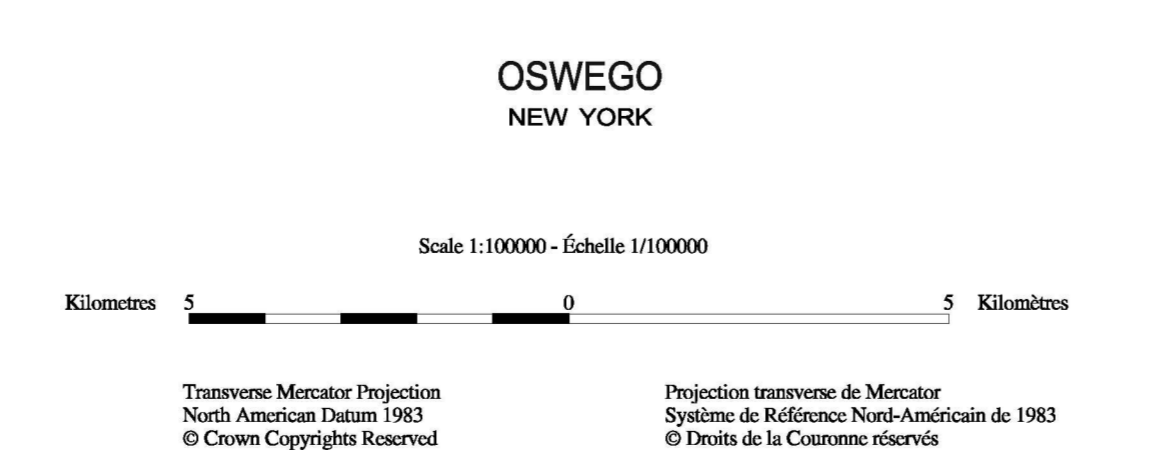 OSWEGO
NEW YORK
Scale 1:100000 - Échelle 1/100000
Kilometres 5 0 5 Kilomètres
Transverse Mercator Projection
North American Datum 1983
© Crown Copyrights Reserved
Projection transverse de Mercator
Système de Référence Nord-Américain de 1983
© Droits de la Couronne réservés